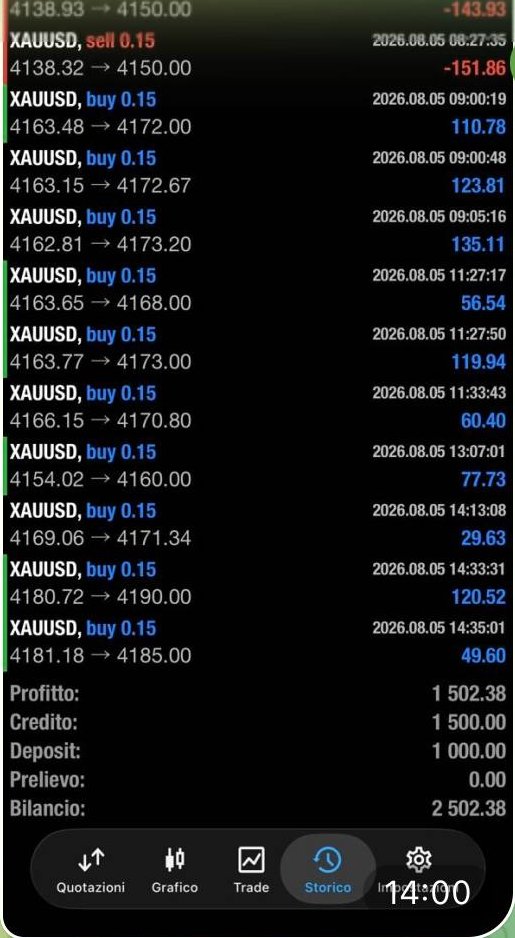 4138.93 → 4150.00 -143.93
XAUUSD, sell 0.15 2026.08.05 08:27:35
4138.32 → 4150.00 -151.86
XAUUSD, buy 0.15 2026.08.05 09:00:19
4163.48 → 4172.00 110.78
XAUUSD, buy 0.15 2026.08.05 09:00:48
4163.15 → 4172.67 123.81
XAUUSD, buy 0.15 2026.08.05 09:05:16
4162.81 → 4173.20 135.11
XAUUSD, buy 0.15 2026.08.05 11:27:17
4163.65 → 4168.00 56.54
XAUUSD, buy 0.15 2026.08.05 11:27:50
4163.77 → 4173.00 119.94
XAUUSD, buy 0.15 2026.08.05 11:33:43
4166.15 → 4170.80 60.40
XAUUSD, buy 0.15 2026.08.05 13:07:01
4154.02 → 4160.00 77.73
XAUUSD, buy 0.15 2026.08.05 14:13:08
4169.06 → 4171.34 29.63
XAUUSD, buy 0.15 2026.08.05 14:33:31
4180.72 → 4190.00 120.52
XAUUSD, buy 0.15 2026.08.05 14:35:01
4181.18 → 4185.00 49.60
Profitto: 1 502.38
Credito: 1 500.00
Deposit: 1 000.00
Prelievo: 0.00
Bilancio: 2 502.38
Quotazioni Grafico Trade Storico Impostazioni
14:00